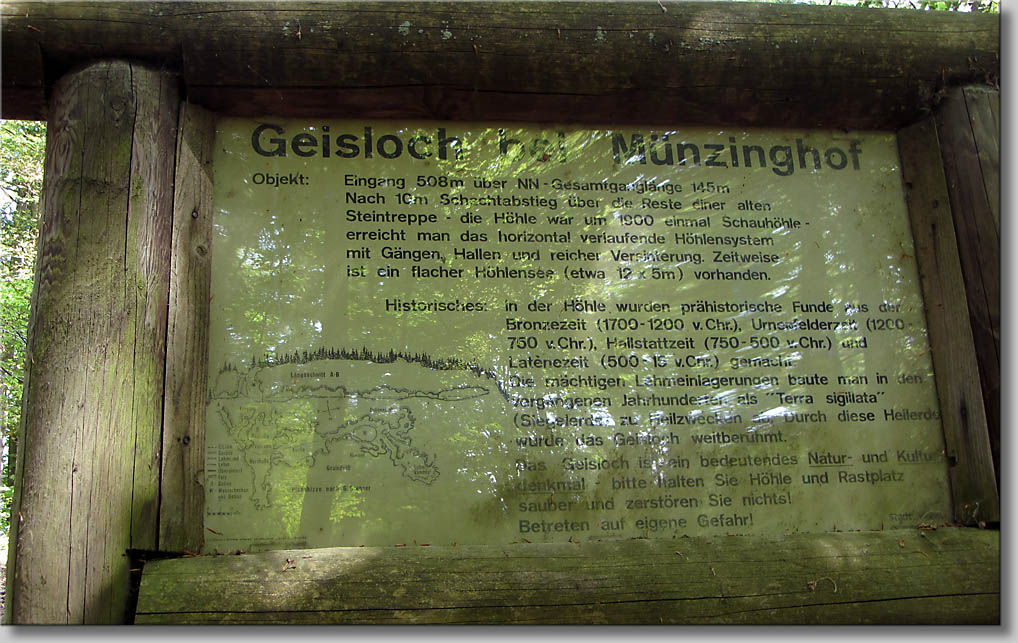 Geisloch bei Münzinghof
Objekt: Eingang 508m über NN - Gesamtganglänge 145m
Nach 10m Schachtabstieg über die Reste einer alten
Steintreppe - die Höhle war um 1900 einmal Schauhöhle -
erreicht man das horizontal verlaufende Höhlensystem
mit Gängen, Hallen und reicher Versinterung. Zeitweise
ist ein flacher Höhlensee (etwa 12 x 5m) vorhanden.
Historisches: in der Höhle wurden prähistorische Funde aus der
Bronzezeit (1700-1200 v.Chr.), Urnenfelderzeit (1200-
750 v.Chr.), Hallstattzeit (750-500 v.Chr.) und
Latènezeit (500-15 v.Chr.) gemacht.
Die mächtigen Lehmeinlagerungen baute man in den
vergangenen Jahrhunderten als "Terra sigillata"
(Siegelerde) zu Heilzwecken ab. Durch diese Heilerde
wurde das Geisloch weitberühmt.
Das Geisloch ist ein bedeutendes Natur- und Kultur-
denkmal bitte halten Sie Höhle und Rastplatz
sauber und zerstören Sie nichts!
Betreten auf eigene Gefahr!
Längsschnitt A-B
Grundriß
Planskizze nach
Stadt